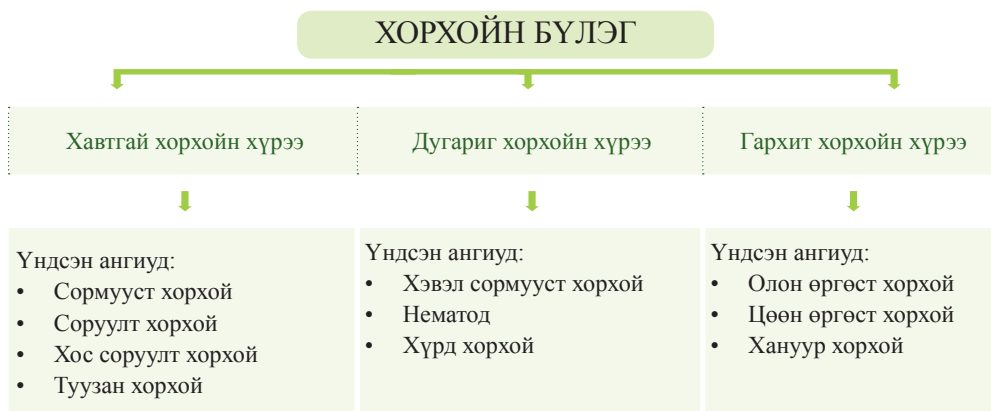 ХОРХОЙН БҮЛЭГ
Хавтгай хорхойн хүрээ
Дугариг хорхойн хүрээ
Гархит хорхойн хүрээ
Үндсэн ангиуд:
• Сормууст хорхой
• Соруулт хорхой
• Хос соруулт хорхой
• Туузан хорхой
Үндсэн ангиуд:
• Хэвэл сормууст хорхой
• Нематод
• Хүрд хорхой
Үндсэн ангиуд:
• Олон өргөст хорхой
• Цөөн өргөст хорхой
• Хануур хорхой